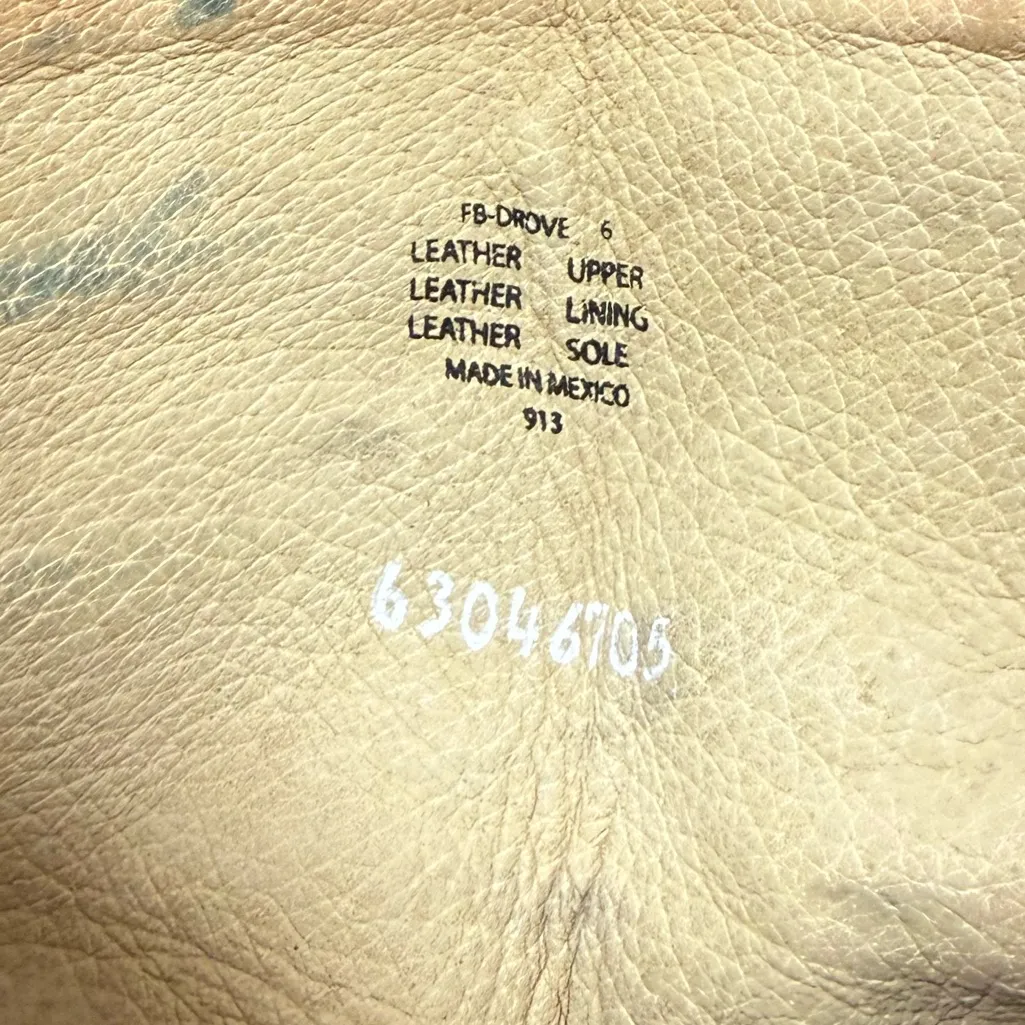 FB-DROVE 6
LEATHER UPPER
LEATHER LINING
LEATHER SOLE
MADE IN MEXICO
913
63046705